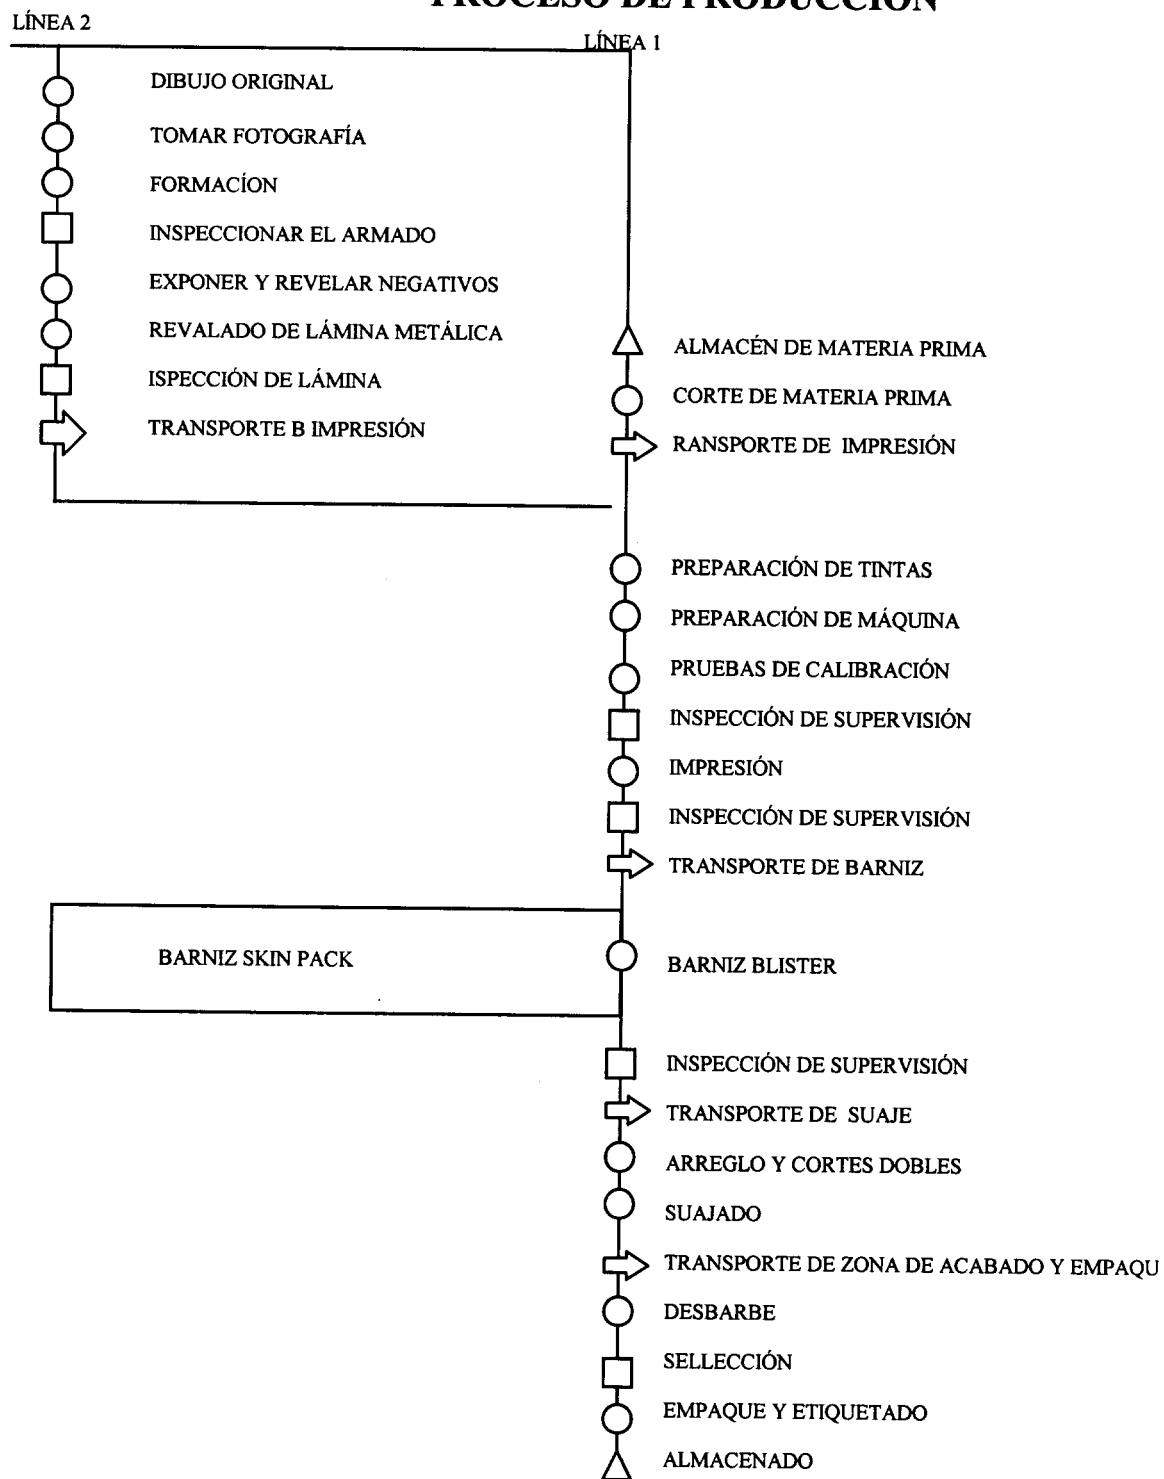 PROCESO DE PRODUCCIÓN
LÍNEA 2
LÍNEA 1
DIBUJO ORIGINAL
TOMAR FOTOGRAFÍA
FORMACÍON
INSPECCIONAR EL ARMADO
EXPONER Y REVELAR NEGATIVOS
REVALADO DE LÁMINA METÁLICA
ISPECCIÓN DE LÁMINA
TRANSPORTE B IMPRESIÓN
ALMACÉN DE MATERIA PRIMA
CORTE DE MATERIA PRIMA
RANSPORTE DE IMPRESIÓN
PREPARACIÓN DE TINTAS
PREPARACIÓN DE MÁQUINA
PRUEBAS DE CALIBRACIÓN
INSPECCIÓN DE SUPERVISIÓN
IMPRESIÓN
INSPECCIÓN DE SUPERVISIÓN
TRANSPORTE DE BARNIZ
BARNIZ SKIN PACK
BARNIZ BLISTER
INSPECCIÓN DE SUPERVISIÓN
TRANSPORTE DE SUAJE
ARREGLO Y CORTES DOBLES
SUAJADO
TRANSPORTE DE ZONA DE ACABADO Y EMPAQU
DESBARBE
SELLECCIÓN
EMPAQUE Y ETIQUETADO
ALMACENADO